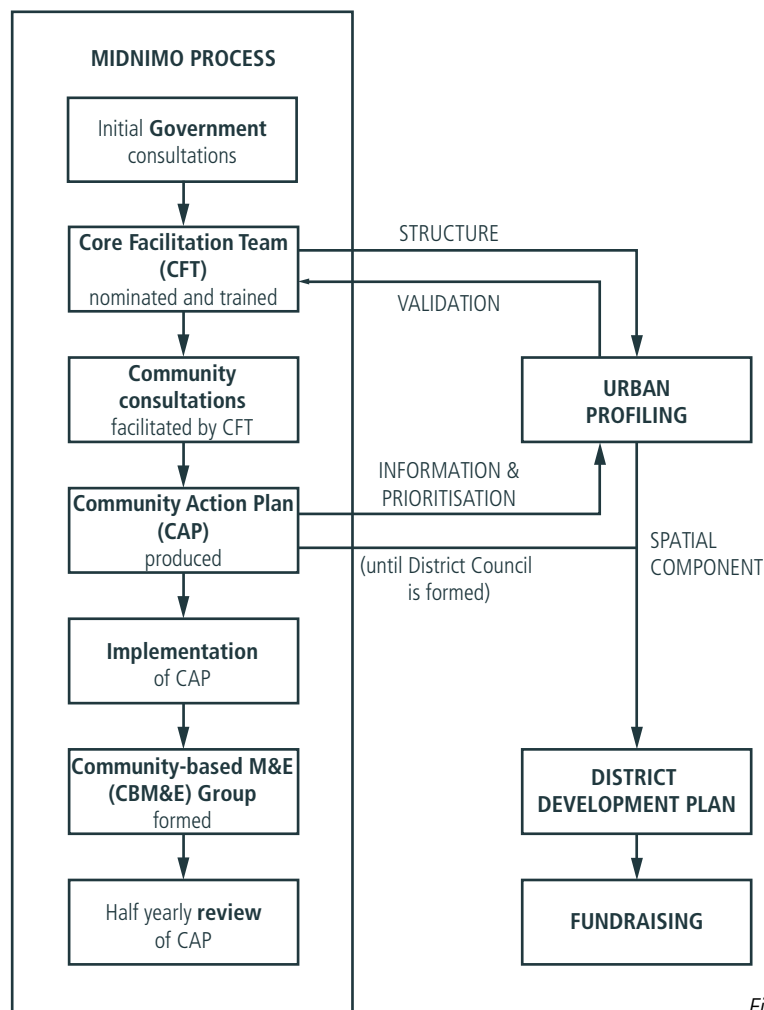 MIDNIMO PROCESS
Initial Government
consultations
Core Facilitation Team
(CFT)
nominated and trained
STRUCTURE
VALIDATION
Community
consultations
facilitated by CFT
URBAN
PROFILING
Community Action Plan
(CAP)
produced
INFORMATION &
PRIORITISATION
(until District Council
is formed)
SPATIAL
COMPONENT
Implementation
of CAP
Community-based M&E
(CBM&E) Group
formed
DISTRICT
DEVELOPMENT PLAN
Half yearly review
of CAP
FUNDRAISING